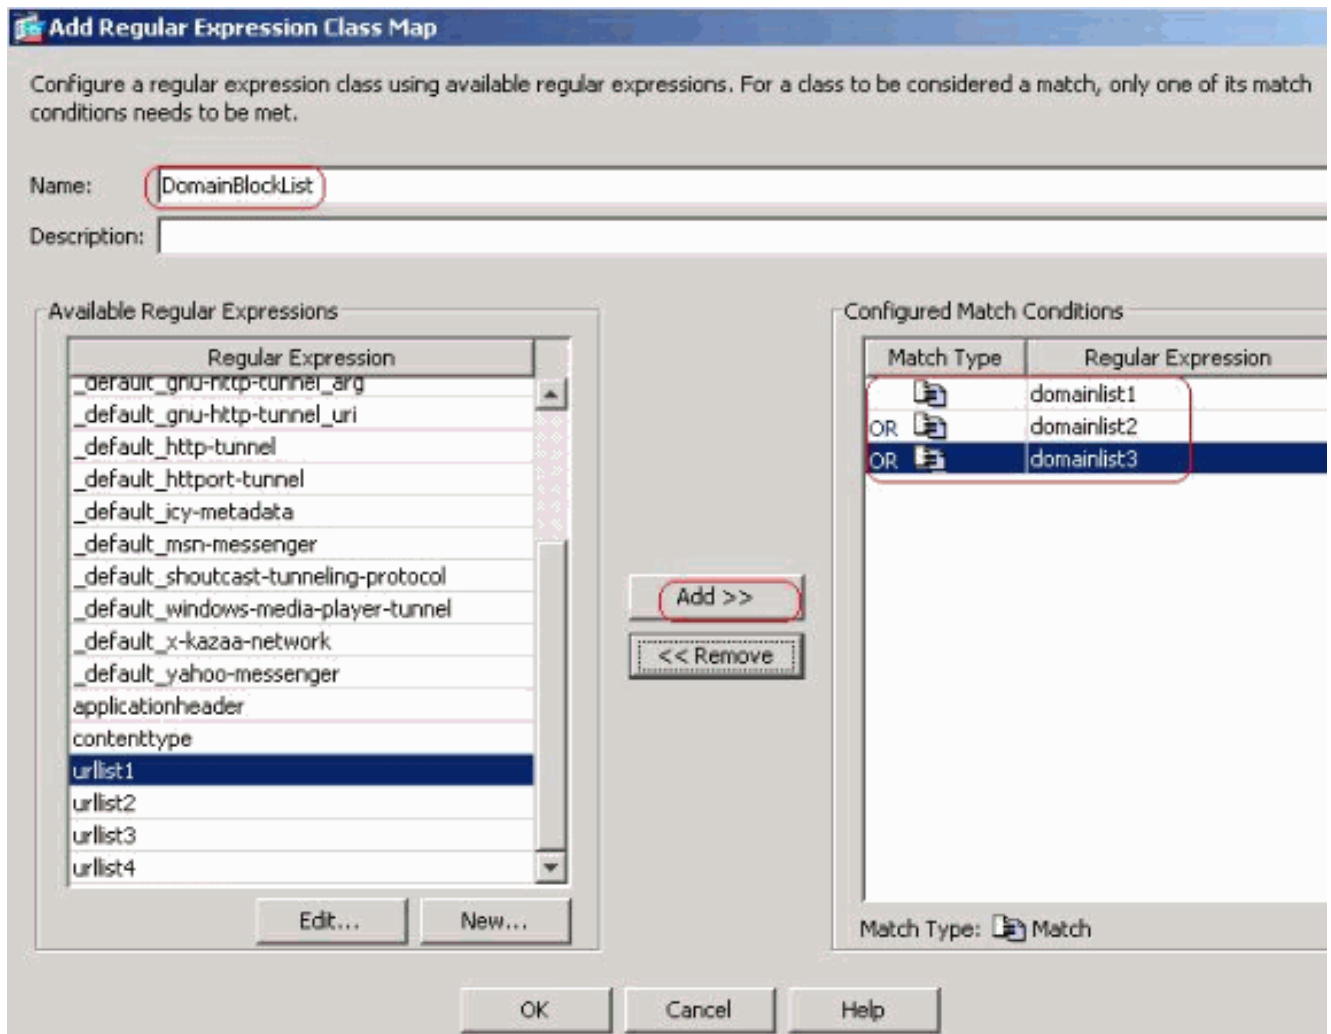 Add Regular Expression Class Map
Configure a regular expression class using available regular expressions. For a class to be considered a match, only one of its match
conditions needs to be met.
Name: DomainBlockList
Description:
Available Regular Expressions
Regular Expression
_default_gnu-http-tunnel_arg
_default_gnu-http-tunnel_uri
_default_http-tunnel
_default_httport-tunnel
_default_icy-metadata
_default_msn-messenger
_default_shoutcast-tunneling-protocol
_default_windows-media-player-tunnel
_default_x-kazaa-network
_default_yahoo-messenger
applicationheader
contenttype
urllist1
urllist2
urllist3
urllist4
Edit...
New...
Add >>
<< Remove
Configured Match Conditions
Match Type Regular Expression
domainlist1
OR domainlist2
OR domainlist3
Match Type: Match
OK
Cancel
Help